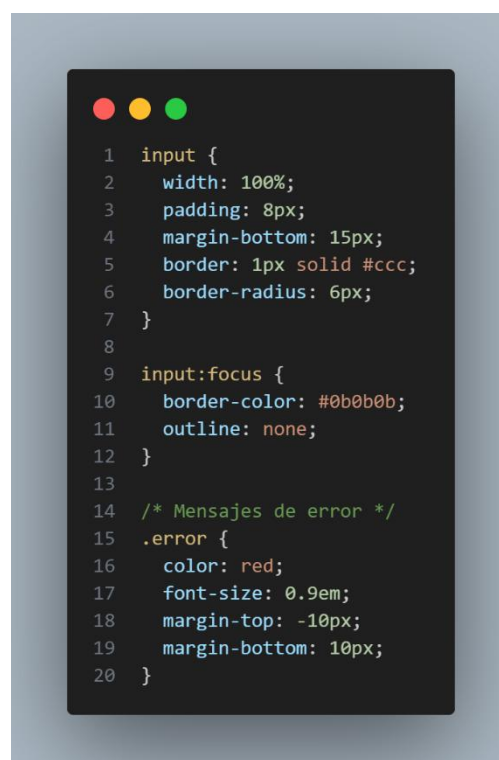 1 input {
2 width: 100%;
3 padding: 8px;
4 margin-bottom: 15px;
5 border: 1px solid #ccc;
6 border-radius: 6px;
7 }
8
9 input:focus {
10 border-color: #0b0b0b;
11 outline: none;
12 }
13
14 /* Mensajes de error */
15 .error {
16 color: red;
17 font-size: 0.9em;
18 margin-top: -10px;
19 margin-bottom: 10px;
20 }